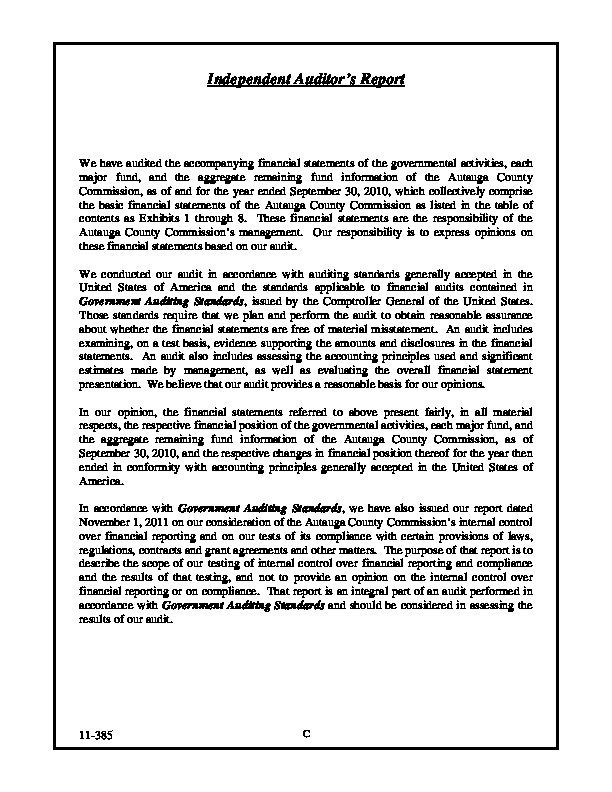 Independent Auditor's Report
We have audited the accompanying financial statements of the governmental activities, each
major fund, and the aggregate remaining fund information of the Autauga County
Commission, as of and for the year ended September 30, 2010, which collectively comprise
the basic financial statements of the Autauga County Commission as listed in the table of
contents as Exhibits 1 through 8. These financial statements are the responsibility of the
Autauga County Commission's management. Our responsibility is to express opinions on
these financial statements based on our audit.
We conducted our audit in accordance with auditing standards generally accepted in the
United States of America and the standards applicable to financial audits contained in
Government Auditing Standards, issued by the Comptroller General of the United States.
Those standards require that we plan and perform the audit to obtain reasonable assurance
about whether the financial statements are free of material misstatement. An audit includes
examining, on a test basis, evidence supporting the amounts and disclosures in the financial
statements. An audit also includes assessing the accounting principles used and significant
estimates made by management, as well as evaluating the overall financial statement
presentation. We believe that our audit provides a reasonable basis for our opinions.
In our opinion, the financial statements referred to above present fairly, in all material
respects, the respective financial position of the governmental activities, each major fund, and
the aggregate remaining fund information of the Autauga County Commission, as of
September 30, 2010, and the respective changes in financial position thereof for the year then
ended in conformity with accounting principles generally accepted in the United States of
America.
In accordance with Government Auditing Standards, we have also issued our report dated
November 1, 2011 on our consideration of the Autauga County Commission's internal control
over financial reporting and on our tests of its compliance with certain provisions of laws,
regulations, contracts and grant agreements and other matters. The purpose of that report is to
describe the scope of our testing of internal control over financial reporting and compliance
and the results of that testing, and not to provide an opinion on the internal control over
financial reporting or on compliance. That report is an integral part of an audit performed in
accordance with Government Auditing Standards and should be considered in assessing the
results of our audit.
11-385
C